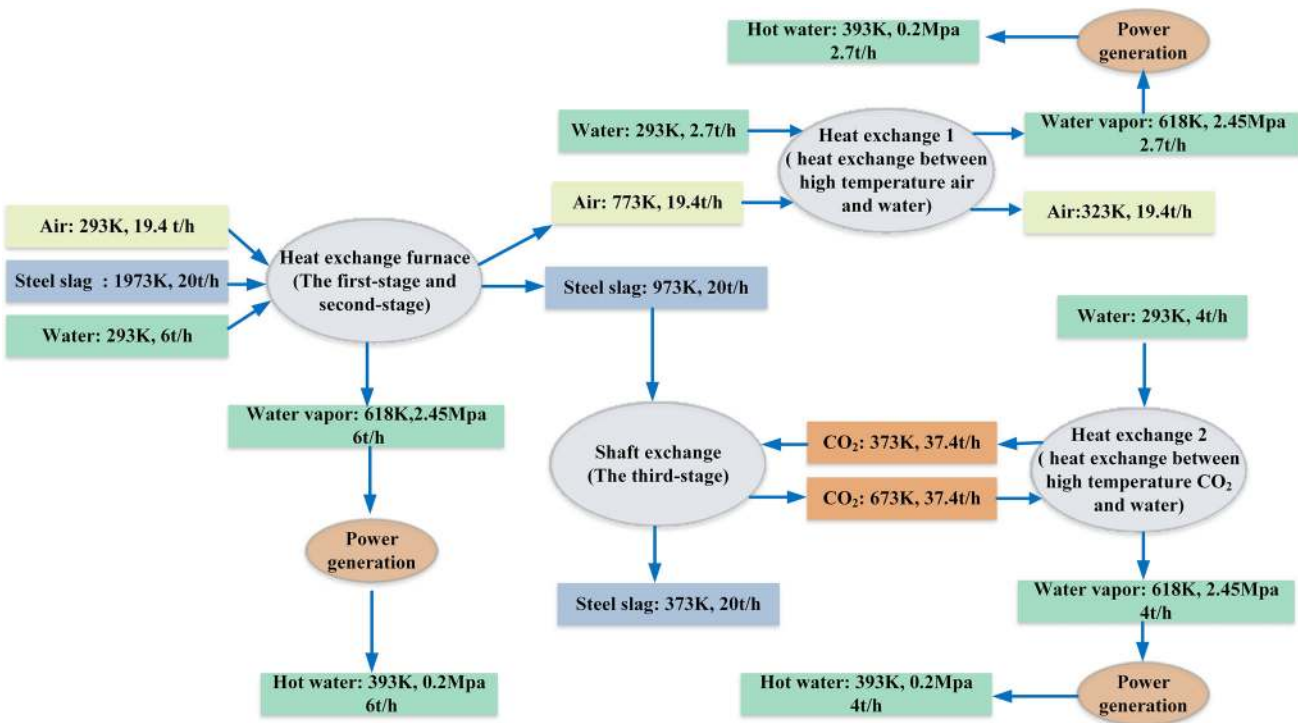 Hot water: 393K, 0.2Mpa
2.7t/h
Power
generation
Water: 293K, 2.7t/h
Heat exchange 1
( heat exchange between
high temperature air
and water)
Water vapor: 618K, 2.45Mpa
2.7t/h
Air: 293K, 19.4 t/h
Air: 773K, 19.4t/h
Air:323K, 19.4t/h
Steel slag : 1973K, 20t/h
Heat exchange furnace
(The first-stage and
second-stage)
Steel slag: 973K, 20t/h
Water: 293K, 6t/h
Water: 293K, 4t/h
Water vapor: 618K,2.45Mpa
6t/h
Shaft exchange
(The third-stage)
CO₂: 373K, 37.4t/h
CO₂: 673K, 37.4t/h
Heat exchange 2
( heat exchange between
high temperature CO₂
and water)
Power
generation
Steel slag: 373K, 20t/h
Water vapor: 618K, 2.45Mpa
4t/h
Hot water: 393K, 0.2Mpa
6t/h
Hot water: 393K, 0.2Mpa
4t/h
Power
generation